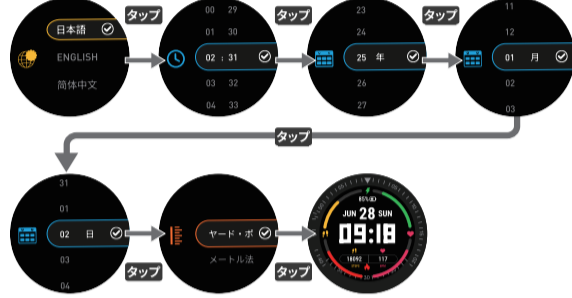 日本語
ENGLISH
简体中文
タップ
00 29
01 30
02 : 31
03 32
04 33
タップ
23
24
25 年
26
27
タップ
11
12
01 月
02
03
タップ
31
01
02 日
03
04
タップ
ヤード・ポ
メートル法
タップ
85%
JUN 28 SUN
09:18
18092 117